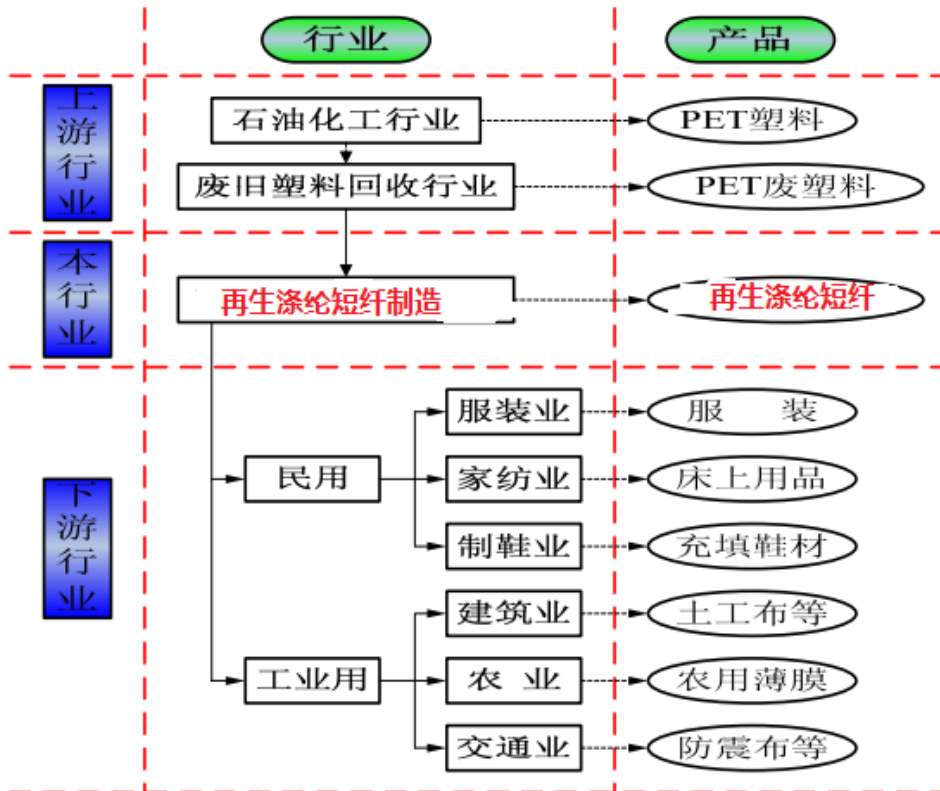 行业
产品
上游行业
石油化工行业
PET塑料
废旧塑料回收行业
PET废塑料
本行业
再生涤纶短纤制造
再生涤纶短纤
下游行业
民用
服装业
服 装
家纺业
床上用品
制鞋业
充填鞋材
工业用
建筑业
土工布等
农 业
农用薄膜
交通业
防震布等